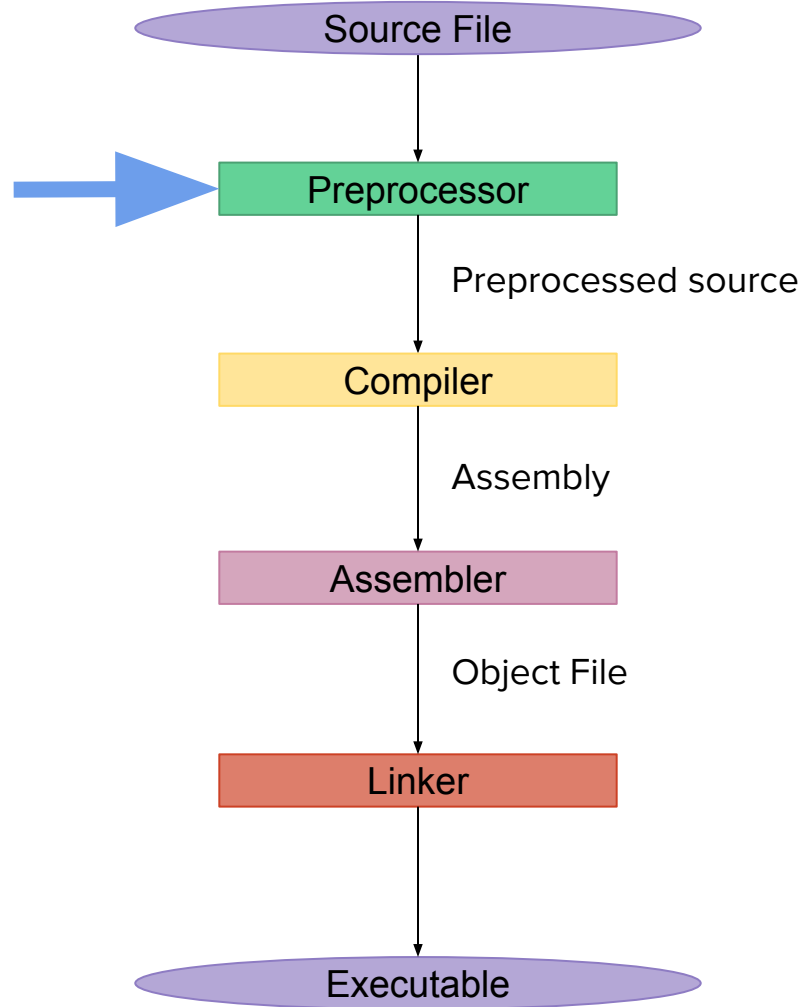 Source File
Preprocessor
Preprocessed source
Compiler
Assembly
Assembler
Object File
Linker
Executable